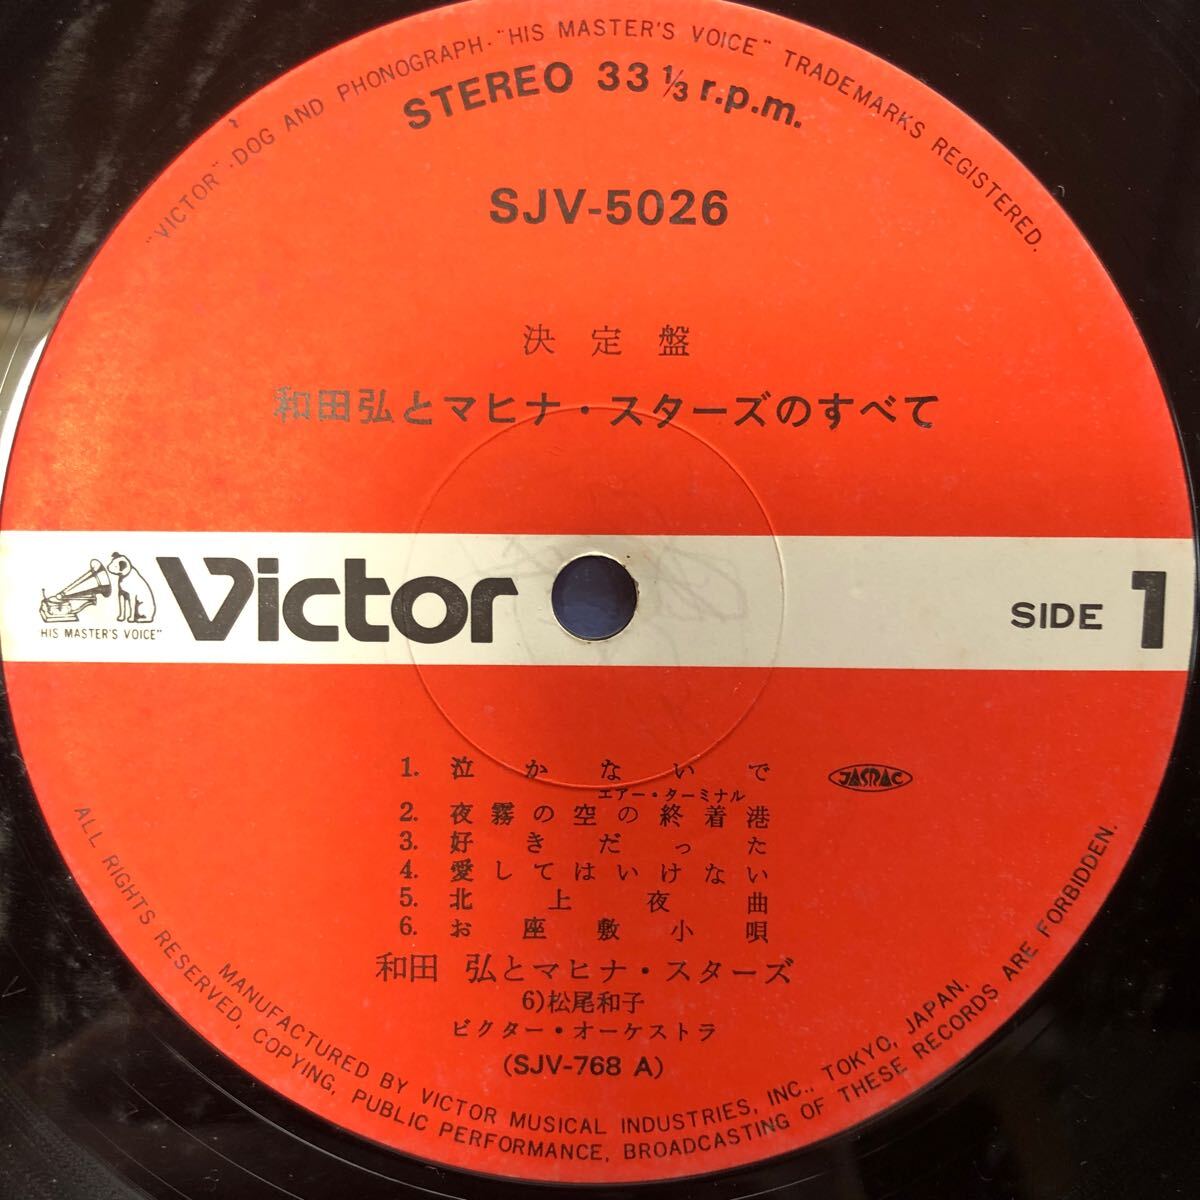 "VICTOR"·DOG AND PHONOGRAPH·"HIS MASTER'S VOICE" TRADEMARKS REGISTERED.
STEREO 33 ⅓ r.p.m.
SJV-5026
決定盤
和田弘とマヒナ・スターズのすべて
"HIS MASTER'S VOICE"
Victor
SIDE 1
1. 泣かないで
JASRAC
エアー・ターミナル
2. 夜霧の空の終着港
3. 好きだった
4. 愛してはいけない
5. 北上夜曲
6. お座敷小唄
和田 弘とマヒナ・スターズ
6)松尾和子
ビクター・オーケストラ
(SJV-768 A)
MANUFACTURED BY VICTOR MUSICAL INDUSTRIES, INC., TOKYO, JAPAN.
ALL RIGHTS RESERVED, COPYING, PUBLIC PERFORMANCE, BROADCASTING OF THESE RECORDS ARE FORBIDDEN.